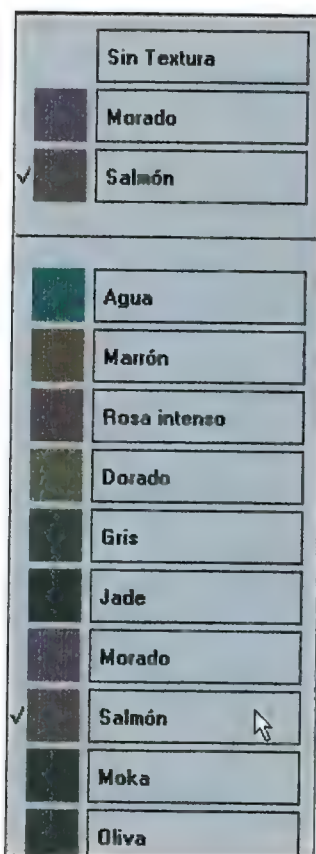 Sin Textura
Morado
Salmón
Agua
Marrón
Rosa intenso
Dorado
Gris
Jade
Morado
Salmón
Moka
Oliva